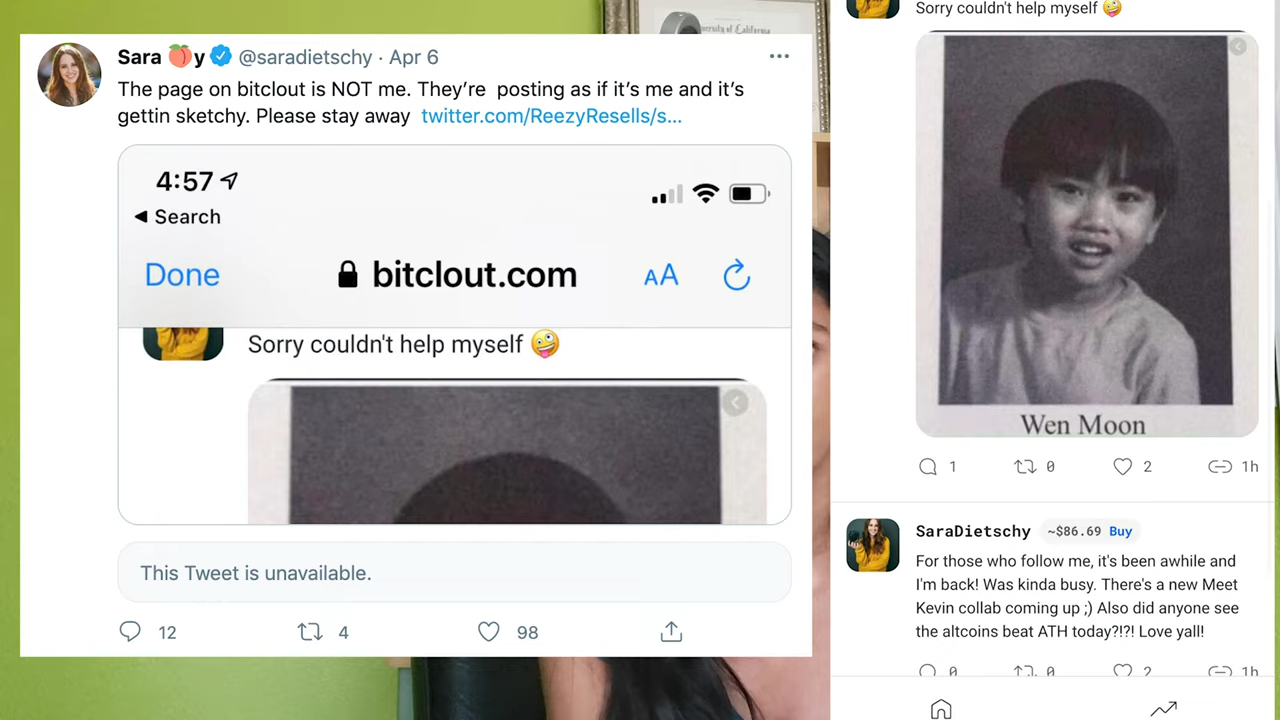 Sara 🍑y @saradietschy · Apr 6
The page on bitclout is NOT me. They're  posting as if it's me and it's
gettin sketchy. Please stay away  twitter.com/ReezyResells/s...
4:57
◀ Search
Done
bitclout.com
AA
Sorry couldn't help myself 🤪
This Tweet is unavailable.
12
4
98
University of California
Sorry couldn't help myself 🤪
Wen Moon
1
0
2
1h
SaraDietschy ~$86.69 Buy
For those who follow me, it's been awhile and
I'm back! Was kinda busy. There's a new Meet
Kevin collab coming up ;) Also did anyone see
the altcoins beat ATH today?!?! Love yall!
0
0
2
1h